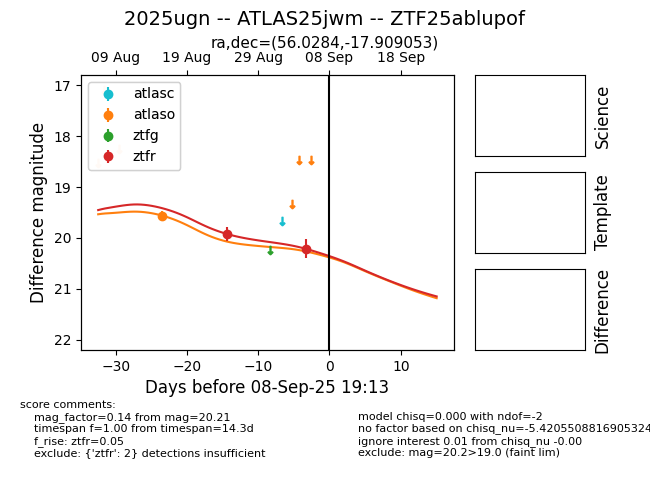 2025ugn -- ATLAS25jwm -- ZTF25ablupof
ra,dec=(56.0284,-17.909053)
09 Aug 19 Aug 29 Aug 08 Sep 18 Sep
17
18
19
20
21
22
Difference magnitude
atlasc
atlaso
ztfg
ztfr
−30 −20 −10 0 10
Days before 08-Sep-25 19:13
Science
Template
Difference
score comments:
mag_factor=0.14 from mag=20.21
timespan f=1.00 from timespan=14.3d
f_rise: ztfr=0.05
exclude: {'ztfr': 2} detections insufficient
model chisq=0.000 with ndof=-2
no factor based on chisq_nu=-5.4205508816905324
ignore interest 0.01 from chisq_nu -0.00
exclude: mag=20.2>19.0 (faint lim)